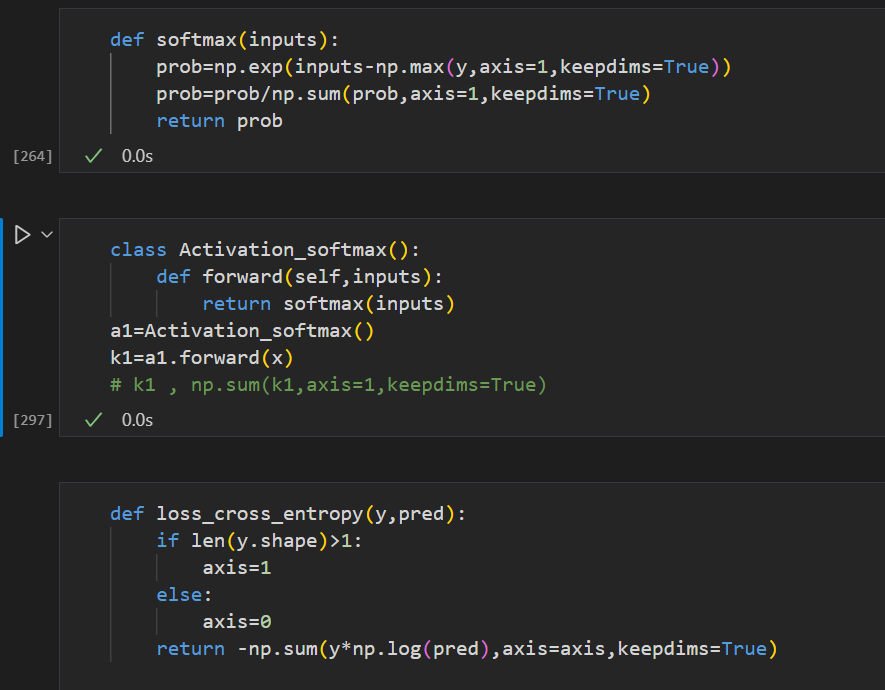 def softmax(inputs):
    prob=np.exp(inputs-np.max(y,axis=1,keepdims=True))
    prob=prob/np.sum(prob,axis=1,keepdims=True)
    return prob
[264] 0.0s
class Activation_softmax():
    def forward(self,inputs):
        return softmax(inputs)
a1=Activation_softmax()
k1=a1.forward(x)
# k1 , np.sum(k1,axis=1,keepdims=True)
[297] 0.0s
def loss_cross_entropy(y,pred):
    if len(y.shape)>1:
        axis=1
    else:
        axis=0
    return -np.sum(y*np.log(pred),axis=axis,keepdims=True)